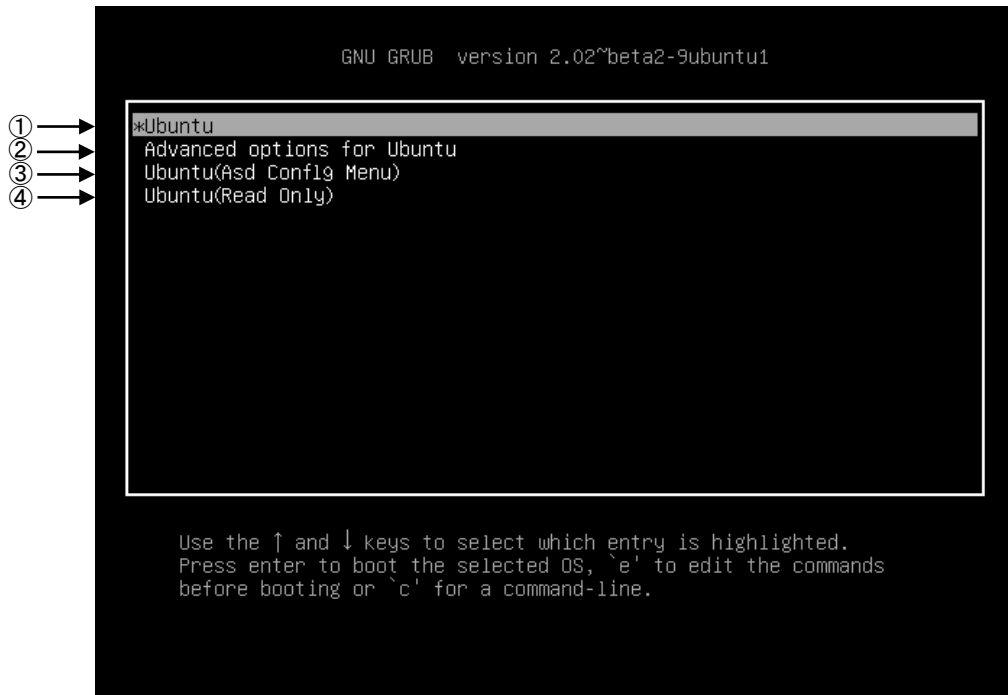 GNU GRUB version 2.02~beta2-9ubuntu1
① *Ubuntu
② Advanced options for Ubuntu
③ Ubuntu(Asd Conflg Menu)
④ Ubuntu(Read Only)
Use the ↑ and ↓ keys to select which entry is highlighted.
Press enter to boot the selected OS, `e' to edit the commands
before booting or `c' for a command-line.